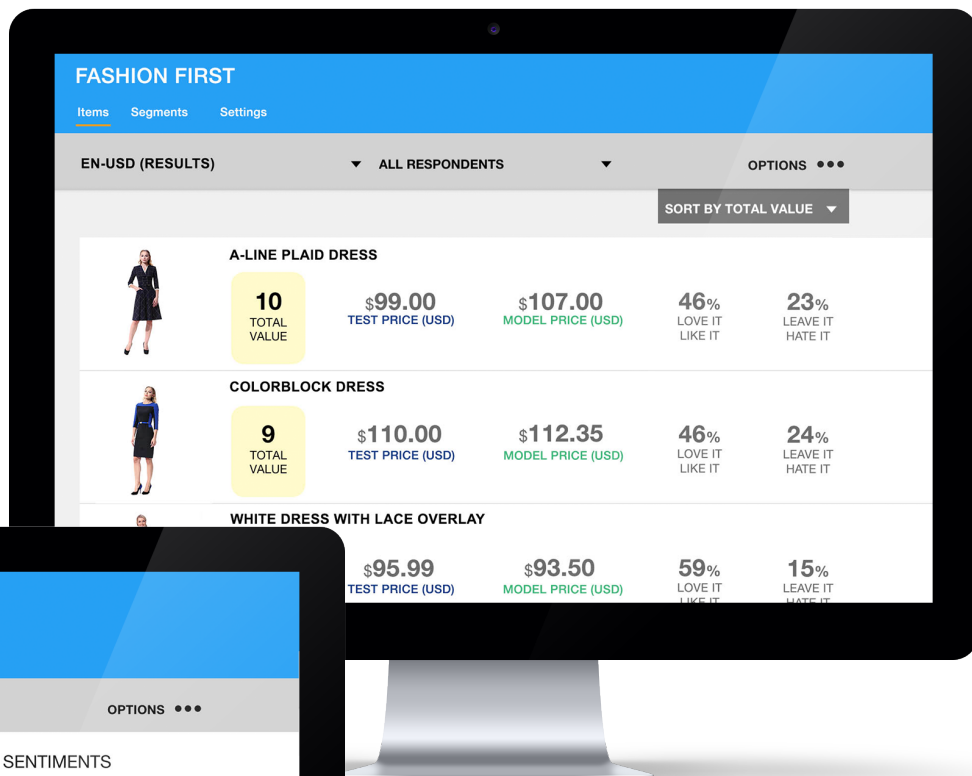 FASHION FIRST
Items Segments Settings
EN-USD (RESULTS) ALL RESPONDENTS OPTIONS
SORT BY TOTAL VALUE
A-LINE PLAID DRESS
10 $99.00 $107.00 46% 23%
TOTAL TEST PRICE (USD) MODEL PRICE (USD) LOVE IT LEAVE IT
VALUE LIKE IT HATE IT
COLORBLOCK DRESS
9 $110.00 $112.35 46% 24%
TOTAL TEST PRICE (USD) MODEL PRICE (USD) LOVE IT LEAVE IT
VALUE LIKE IT HATE IT
WHITE DRESS WITH LACE OVERLAY
$95.99 $93.50 59% 15%
TEST PRICE (USD) MODEL PRICE (USD) LOVE IT LEAVE IT
LIKE IT HATE IT
OPTIONS
SENTIMENTS